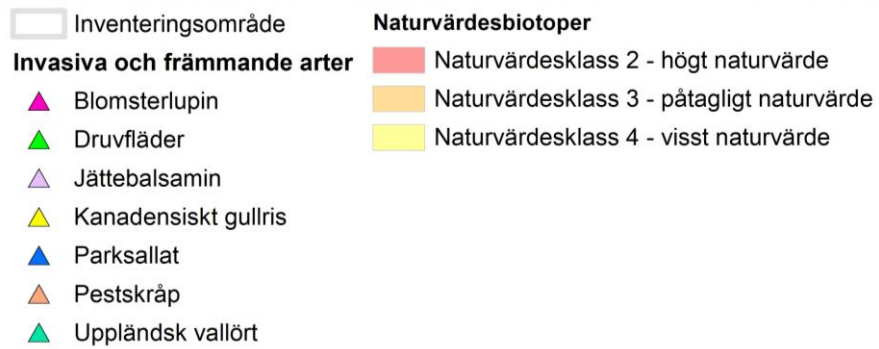 Inventeringsområde
Invasiva och främmande arter
Blomsterlupin
Druvfläder
Jättebalsamin
Kanadensiskt gullris
Parksallat
Pestskråp
Uppländsk vallört
Naturvärdesbiotoper
Naturvärdesklass 2 - högt naturvärde
Naturvärdesklass 3 - påtagligt naturvärde
Naturvärdesklass 4 - visst naturvärde